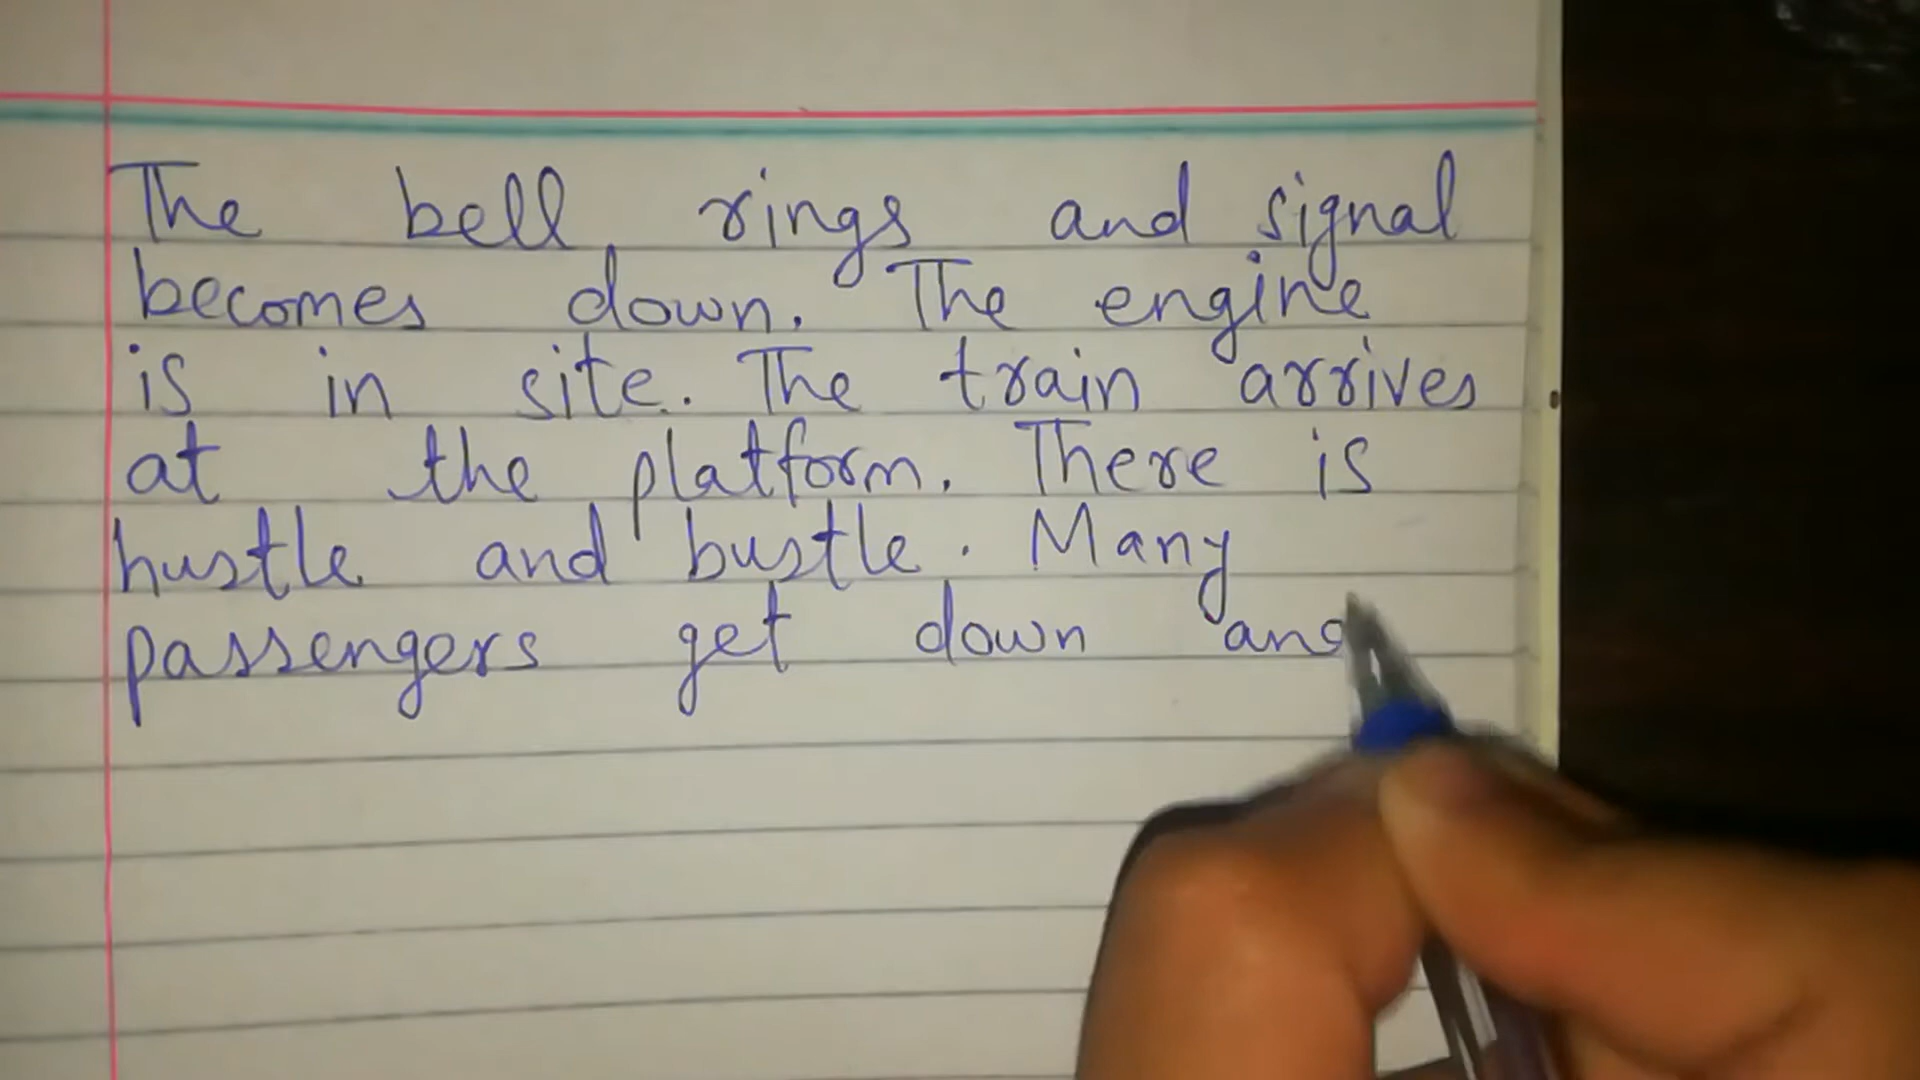 The bell rings and signal
becomes down. The engine
is in site. The train arrives
at the platform. There is
hustle and bustle. Many
passengers get down and